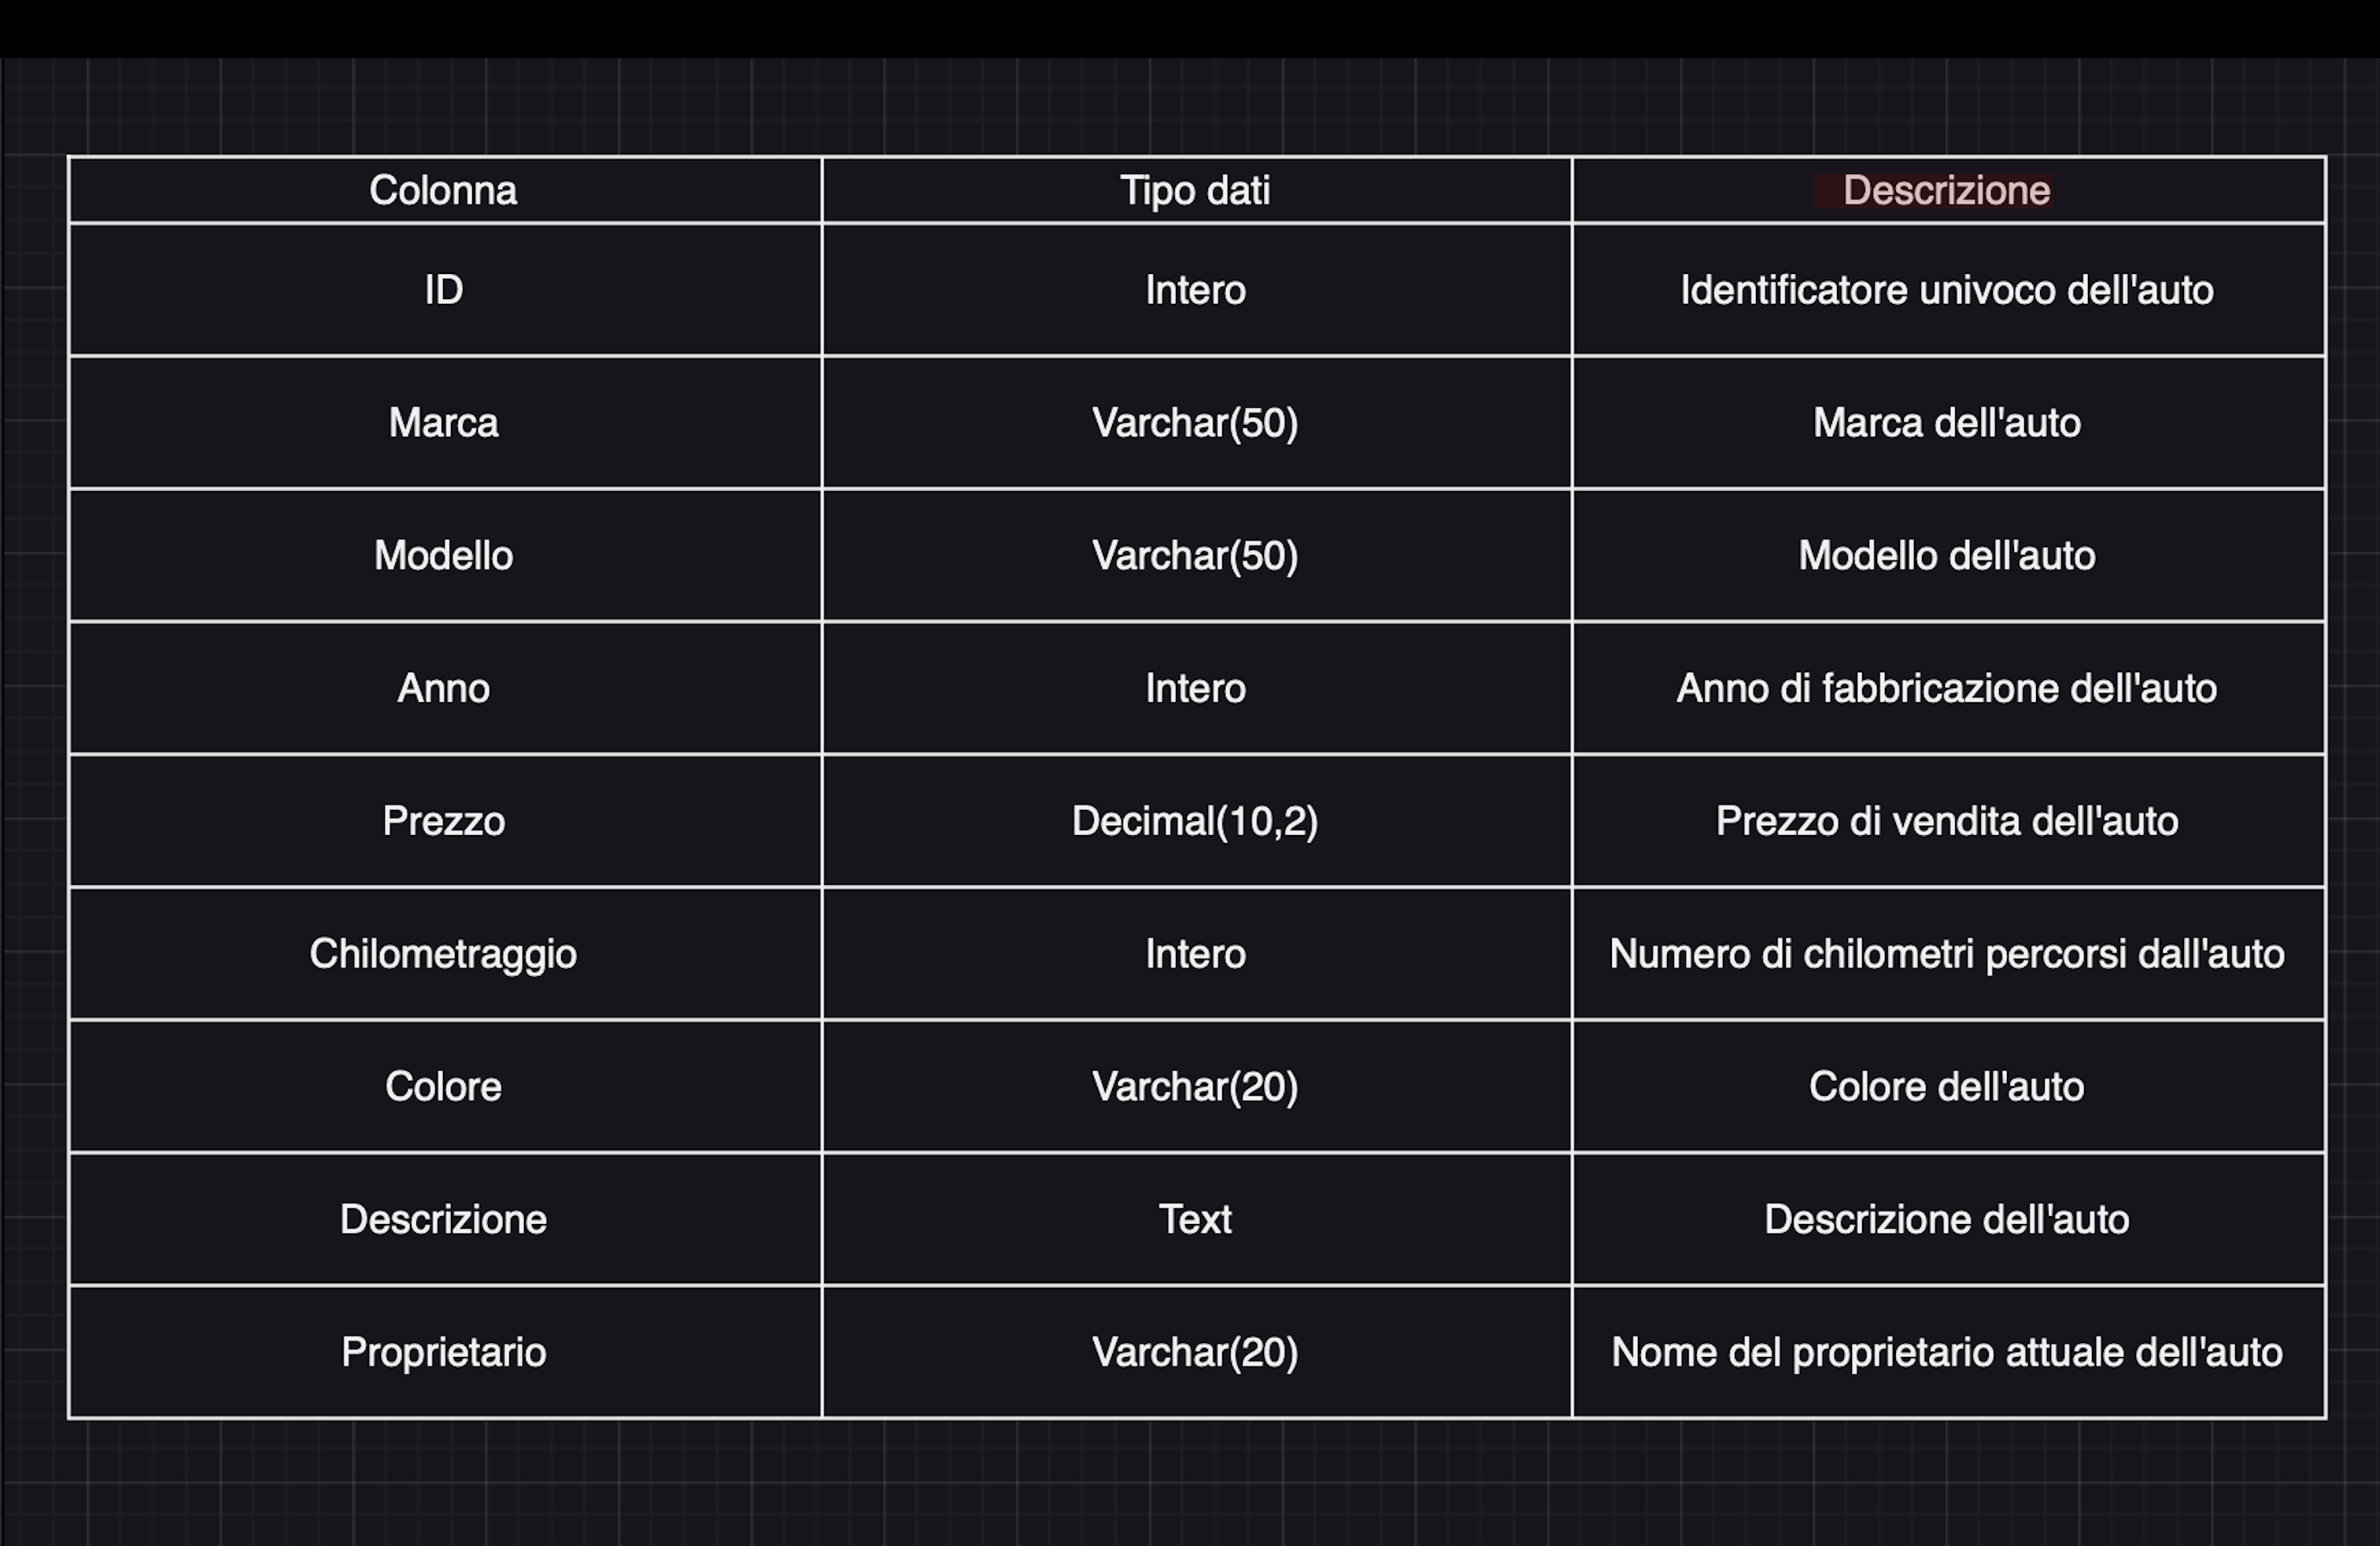 Colonna Tipo dati Descrizione
ID Intero Identificatore univoco dell'auto
Marca Varchar(50) Marca dell'auto
Modello Varchar(50) Modello dell'auto
Anno Intero Anno di fabbricazione dell'auto
Prezzo Decimal(10,2) Prezzo di vendita dell'auto
Chilometraggio Intero Numero di chilometri percorsi dall'auto
Colore Varchar(20) Colore dell'auto
Descrizione Text Descrizione dell'auto
Proprietario Varchar(20) Nome del proprietario attuale dell'auto